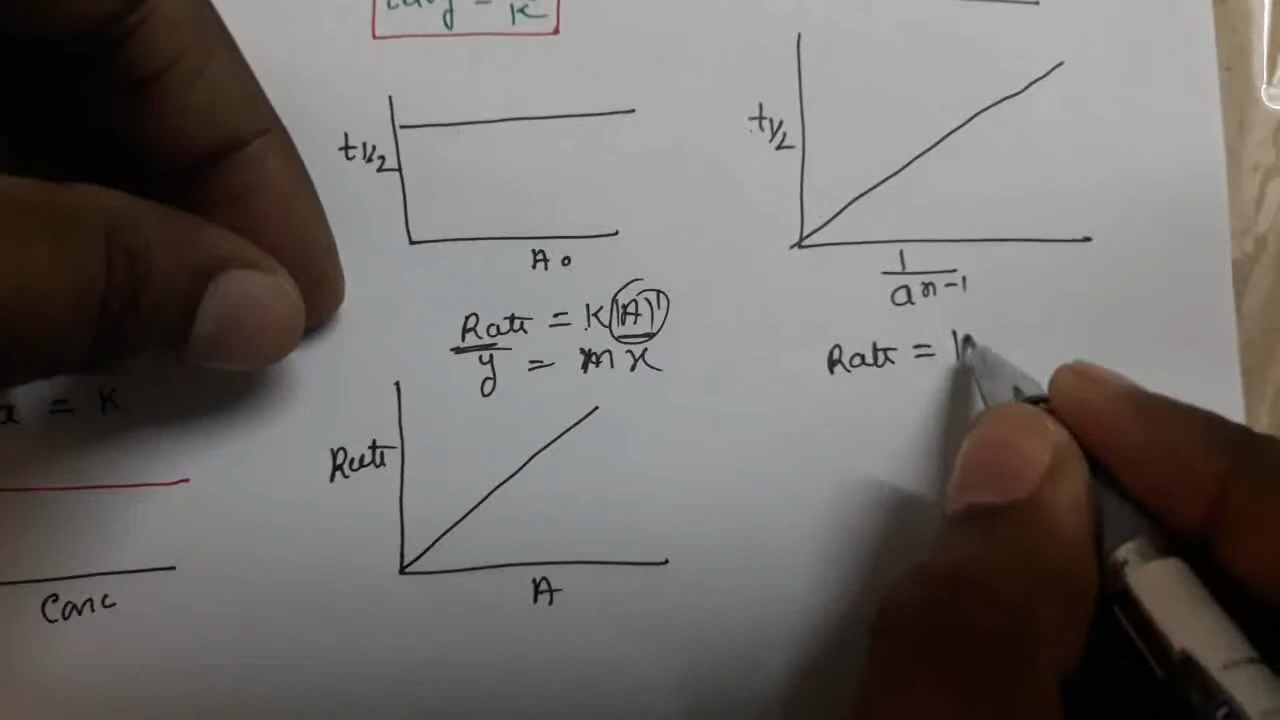 k
t½
t½
A₀
1
aⁿ⁻¹
Rate = K[A]¹
y = mx
Rate =
= K
Rate
Conc
A